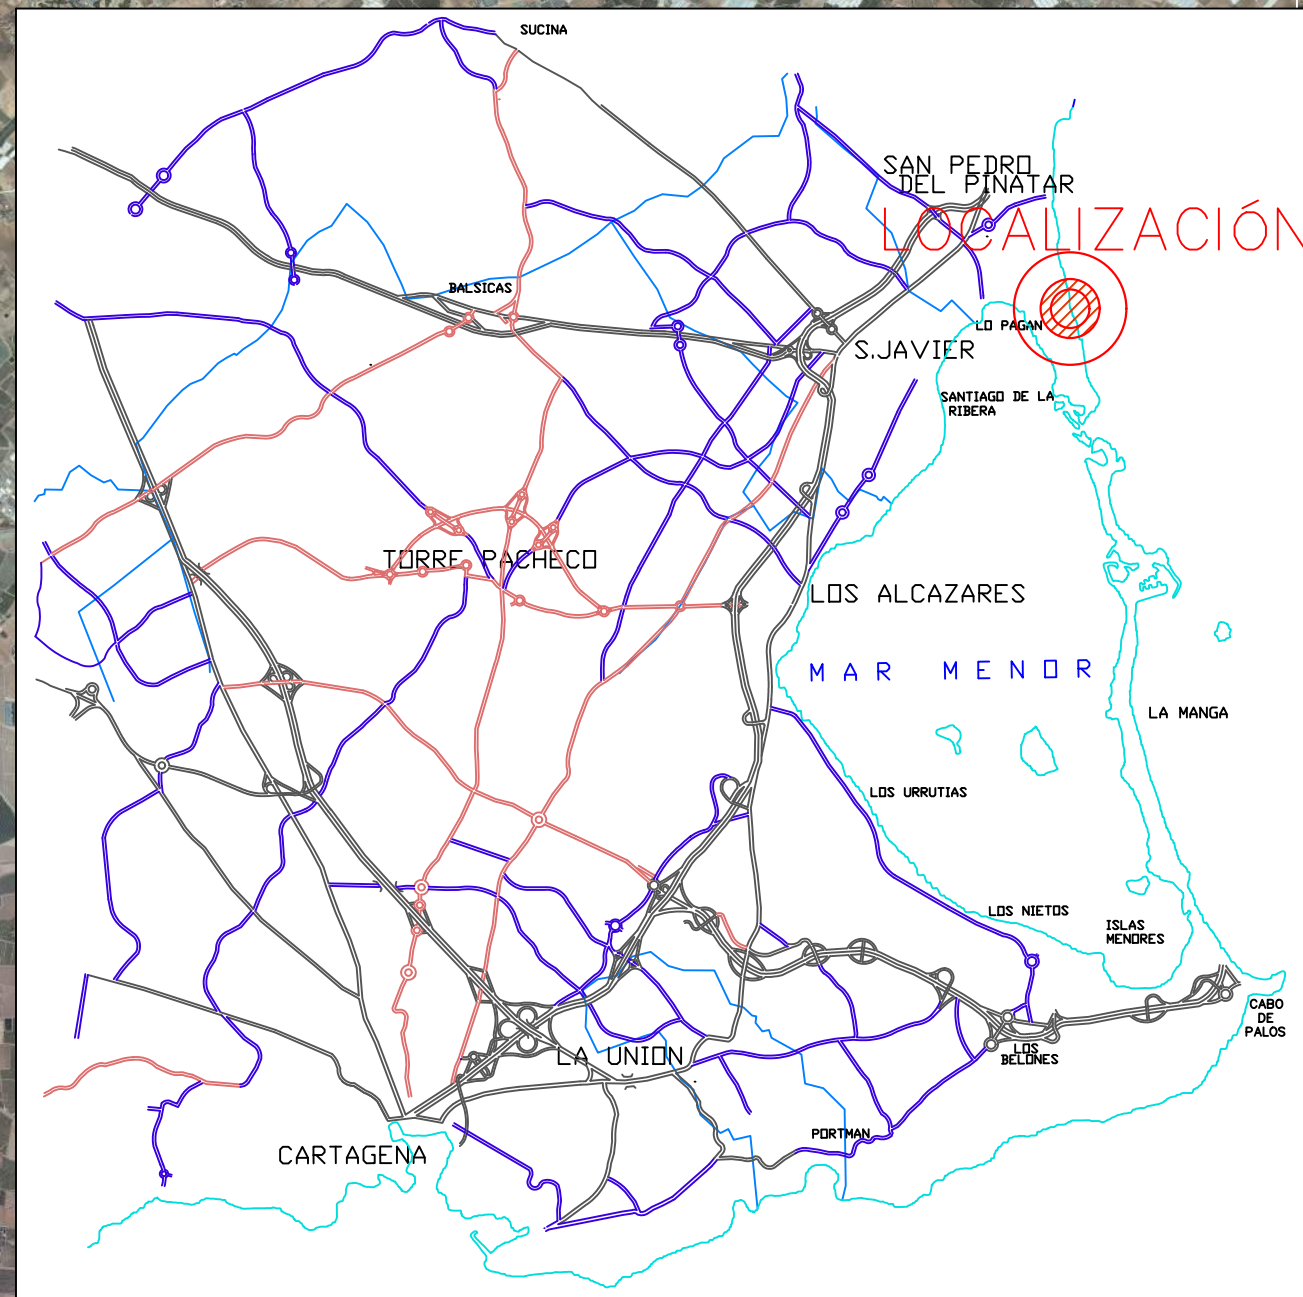 SUCINA
SAN PEDRO
DEL PINATAR
LOCALIZACIÓN
BALSICAS
LO PAGAN
S.JAVIER
SANTIAGO DE LA
RIBERA
TORRE PACHECO
LOS ALCAZARES
MAR MENOR
LA MANGA
LOS URRUTIAS
LOS NIETOS
ISLAS
MENORES
CABO
DE
PALOS
LOS
BELONES
LA UNION
PORTMAN
CARTAGENA